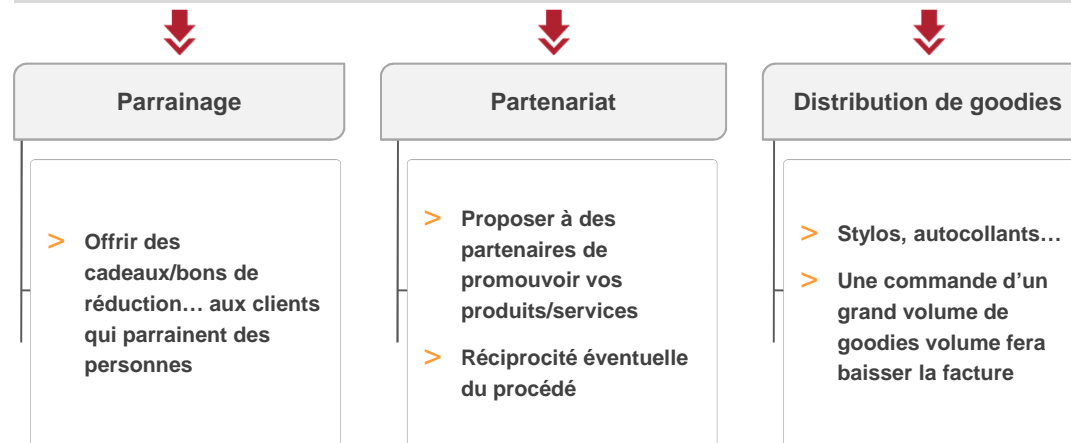 Parrainage
> Offrir des
cadeaux/bons de
réduction… aux clients
qui parrainent des
personnes
Partenariat
> Proposer à des
partenaires de
promouvoir vos
produits/services
> Réciprocité éventuelle
du procédé
Distribution de goodies
> Stylos, autocollants…
> Une commande d’un
grand volume de
goodies volume fera
baisser la facture